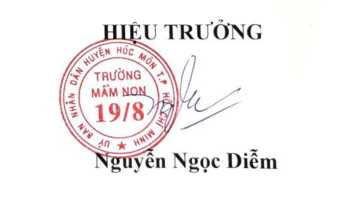 HIỆU TRƯỞNG
ỦY BAN NHÂN DÂN HUYỆN HÓC MÔN T.P HỒ CHÍ MINH
TRƯỜNG
MẦM NON
19/8
Nguyễn Ngọc Diễm